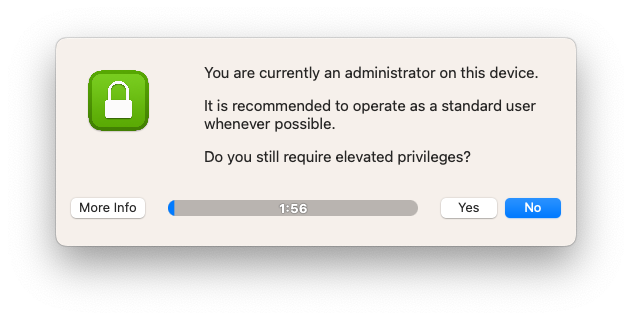 You are currently an administrator on this device.
It is recommended to operate as a standard user
whenever possible.
Do you still require elevated privileges?
More Info
1:56
Yes
No